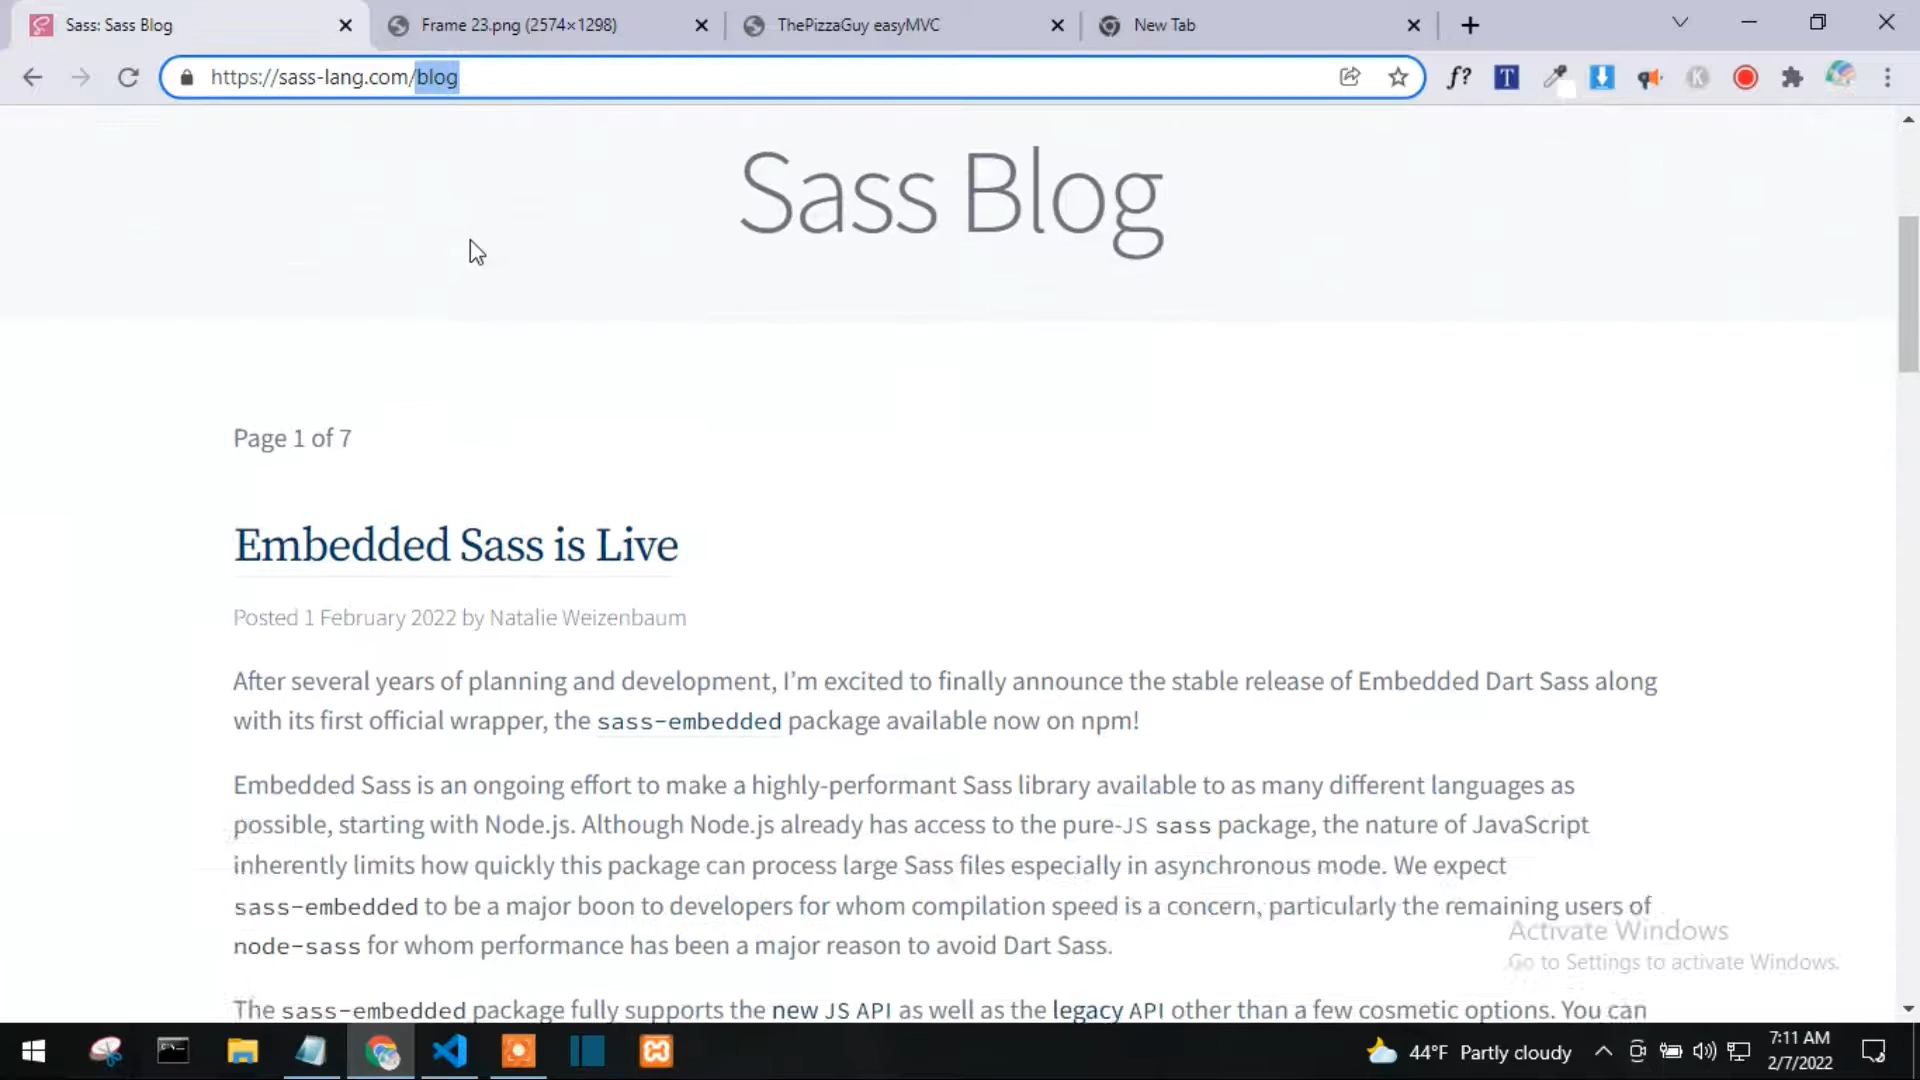 Sass: Sass Blog
Frame 23.png (2574×1298)
ThePizzaGuy easyMVC
New Tab
https://sass-lang.com/blog
f?
T
K
Sass Blog
Page 1 of 7
Embedded Sass is Live
Posted 1 February 2022 by Natalie Weizenbaum
After several years of planning and development, I’m excited to finally announce the stable release of Embedded Dart Sass along
with its first official wrapper, the sass-embedded package available now on npm!
Embedded Sass is an ongoing effort to make a highly-performant Sass library available to as many different languages as
possible, starting with Node.js. Although Node.js already has access to the pure-JS sass package, the nature of JavaScript
inherently limits how quickly this package can process large Sass files especially in asynchronous mode. We expect
sass-embedded to be a major boon to developers for whom compilation speed is a concern, particularly the remaining users of
node-sass for whom performance has been a major reason to avoid Dart Sass.
The sass-embedded package fully supports the new JS API as well as the legacy API other than a few cosmetic options. You can
Activate Windows
Go to Settings to activate Windows.
44°F Partly cloudy
7:11 AM
2/7/2022